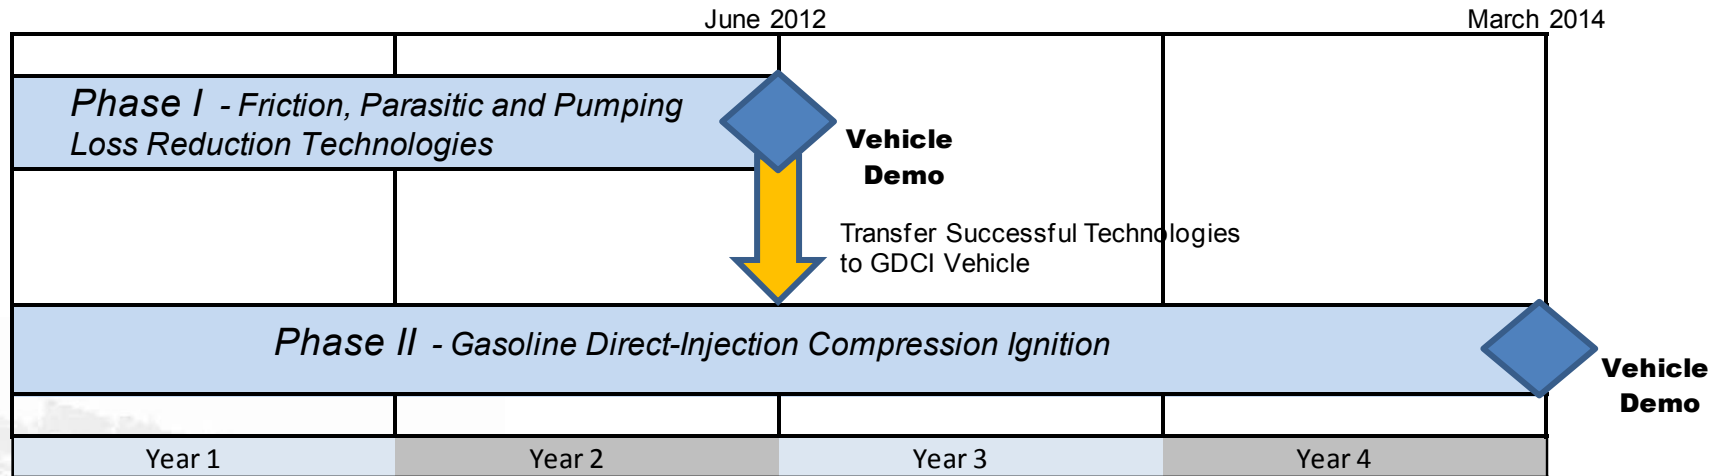 June 2012
March 2014
Phase I - Friction, Parasitic and Pumping
Loss Reduction Technologies
Vehicle
Demo
Transfer Successful Technologies
to GDCI Vehicle
Phase II - Gasoline Direct-Injection Compression Ignition
Vehicle
Demo
Year 1
Year 2
Year 3
Year 4